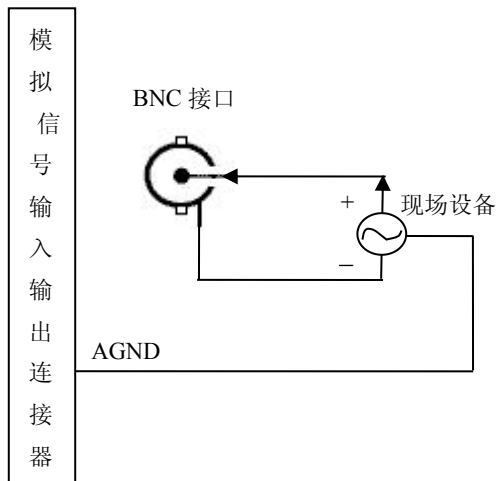 模
拟
信
号
输
入
输
出
连
接
器
BNC 接口
+
现场设备
−
AGND